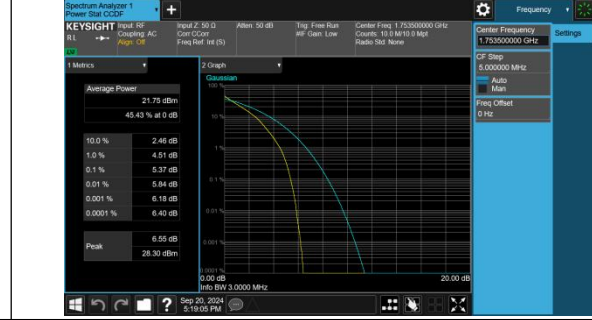 Spectrum Analyzer 1
Power Stat CCDF
Frequency
KEYSIGHT
RL
Input: RF
Coupling: AC
Align: Off
Input Z: 50 Ω
Corr CCorr
Freq Ref: Int (S)
Atten: 50 dB
Trig: Free Run
#IF Gain: Low
Center Freq: 1.753500000 GHz
Counts: 10.0 M/10.0 Mpt
Radio Std: None
Center Frequency
1.753500000 GHz
Settings
CF Step
5.000000 MHz
Auto
Man
Freq Offset
0 Hz
1 Metrics
Average Power
21.75 dBm
45.43 % at 0 dB
10.0 % 2.46 dB
1.0 % 4.51 dB
0.1 % 5.37 dB
0.01 % 5.84 dB
0.001 % 6.18 dB
0.0001 % 6.40 dB
Peak
6.55 dB
28.30 dBm
2 Graph
Gaussian
100 %
10 %
1 %
0.1 %
0.01 %
0.001 %
0.0001 %
0.00 dB
20.00 dB
Info BW 3.0000 MHz
Sep 20, 2024
5:19:05 PM